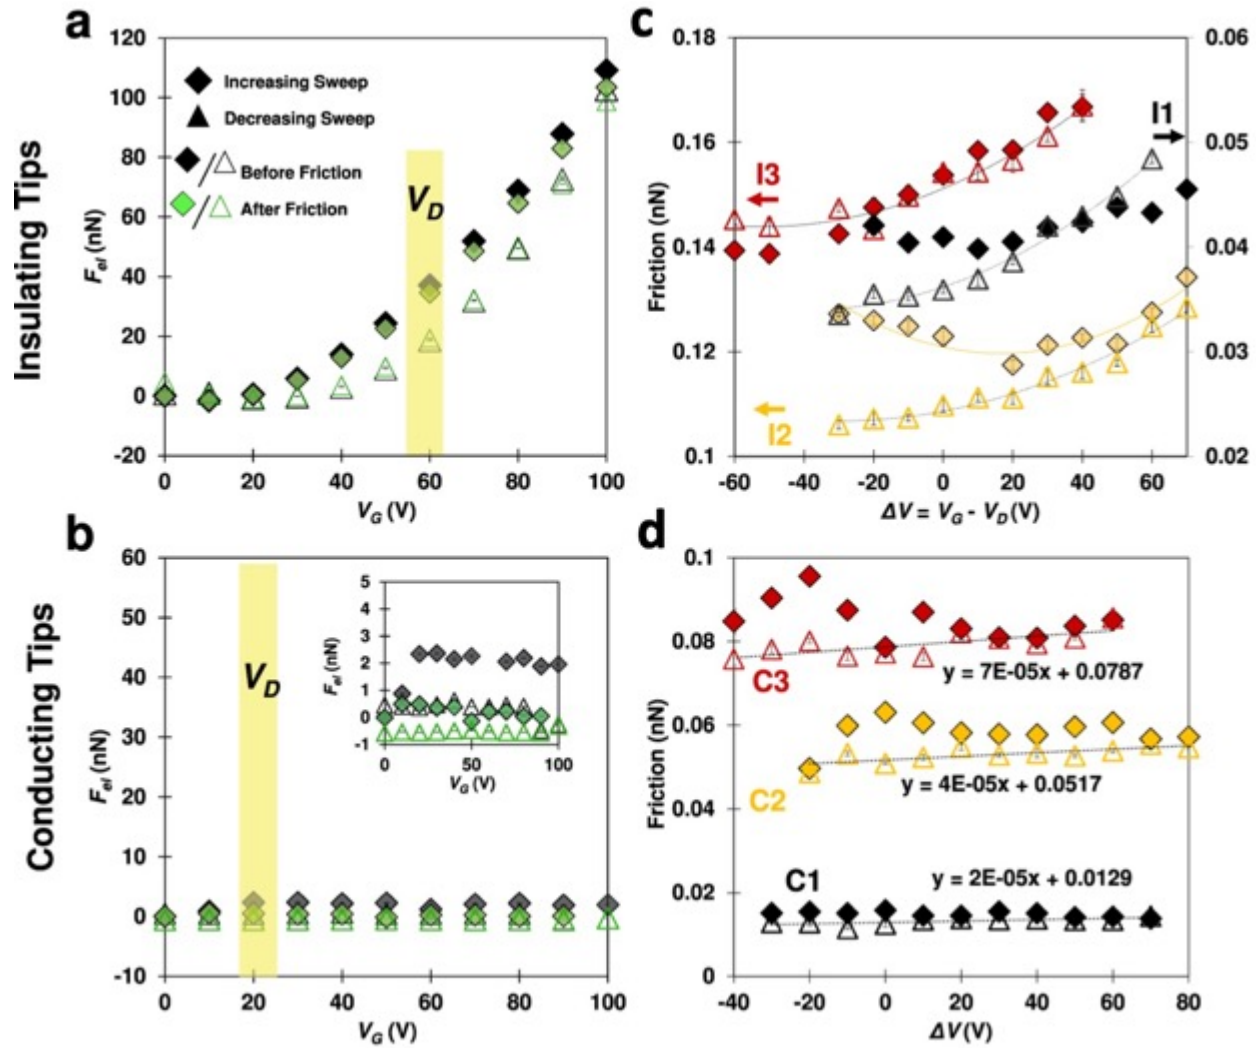 a
Insulating Tips
120
100
80
60
40
20
0
-20
F_el (nN)
Increasing Sweep
Decreasing Sweep
/ Before Friction
/ After Friction
V_D
0 20 40 60 80 100
V_G (V)
c
0.18
0.16
0.14
0.12
0.1
Friction (nN)
0.06
0.05
0.04
0.03
0.02
I1
I3
I2
-60 -40 -20 0 20 40 60
ΔV = V_G - V_D (V)
b
Conducting Tips
60
50
40
30
20
10
0
-10
F_el (nN)
V_D
5
4
3
2
1
0
-1
F_el (nN)
0 50 100
V_G (V)
0 20 40 60 80 100
V_G (V)
d
0.1
0.08
0.06
0.04
0.02
0
Friction (nN)
C3
y = 7E-05x + 0.0787
C2
y = 4E-05x + 0.0517
C1
y = 2E-05x + 0.0129
-40 -20 0 20 40 60 80
ΔV (V)